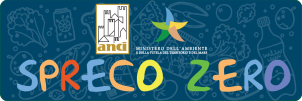 anci
MINISTERO DELL'AMBIENTE
E DELLA TUTELA DEL TERRITORIO E DEL MARE
SPRECO ZERO